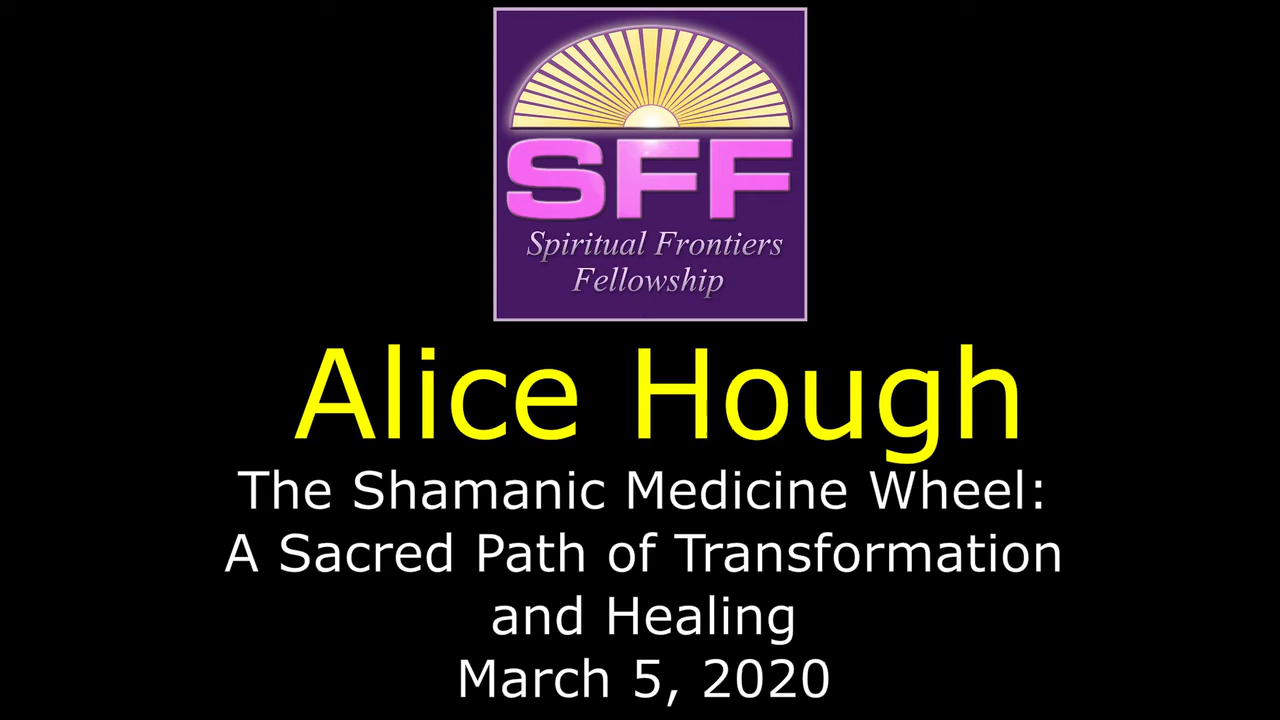 SFF
Spiritual Frontiers
Fellowship
Alice Hough
The Shamanic Medicine Wheel:
A Sacred Path of Transformation
and Healing
March 5, 2020